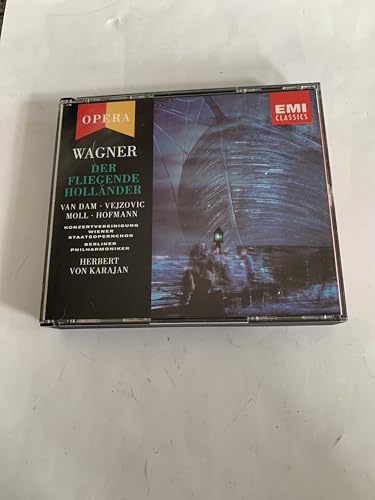 OPERA
EMI
CLASSICS
WAGNER
DER
FLIEGENDE
HOLLÄNDER
VAN DAM · VEJZOVIC
MOLL · HOFMANN
KONZERTVEREINIGUNG
WIENER
STAATSOPERNCHOR
BERLINER
PHILHARMONIKER
HERBERT
VON KARAJAN